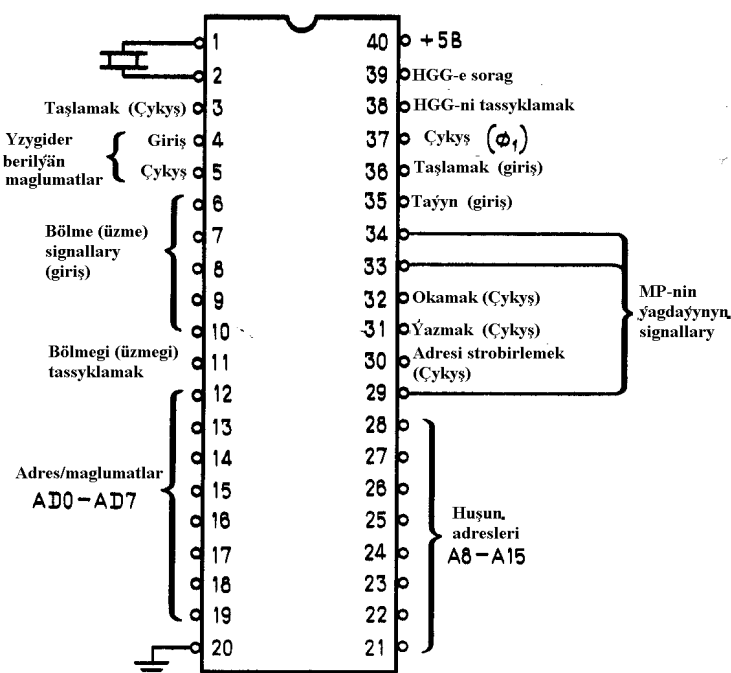 1
2
Taşlamak (Çykyş) 3
Yzygider
berilýän
maglumatlar
Giriş 4
Çykyş 5
6
Bölme (üzme)
signallary
(giriş)
7
8
9
10
Bölmegi (üzmegi)
tassyklamak
11
12
13
14
Adres/maglumatlar
AD0-AD7
15
16
17
18
19
20
40 +5B
39 HGG-e sorag
38 HGG-ni tassyklamak
37 Çykyş (Φ1)
36 Taşlamak (giriş)
35 Taýyn (giriş)
34
33
32 Okamak (Çykyş)
31 Ýazmak (Çykyş)
30 Adresi strobirlemek
(Çykyş)
29
MP-nin
ýagdaýynyn
signallary
28
27
26
25
24
23
22
21
Huşun
adresleri
A8-A15